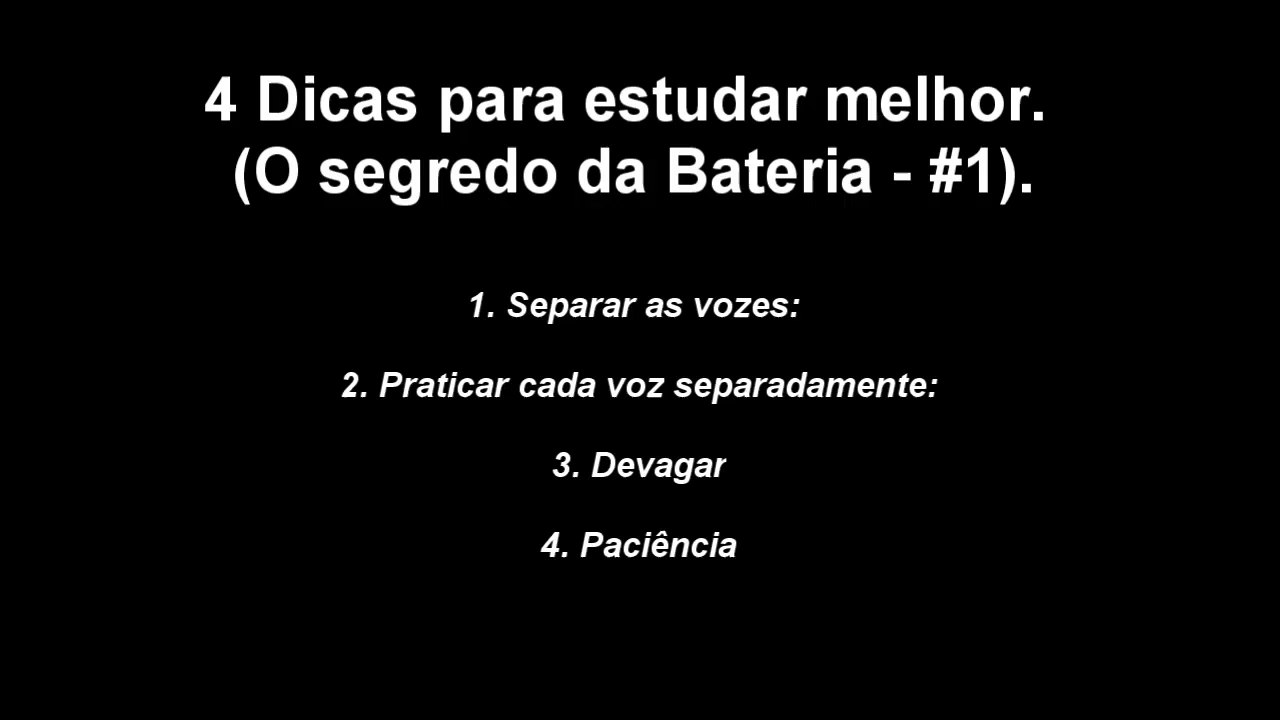 4 Dicas para estudar melhor.
(O segredo da Bateria - #1).
1. Separar as vozes:
2. Praticar cada voz separadamente:
3. Devagar
4. Paciência